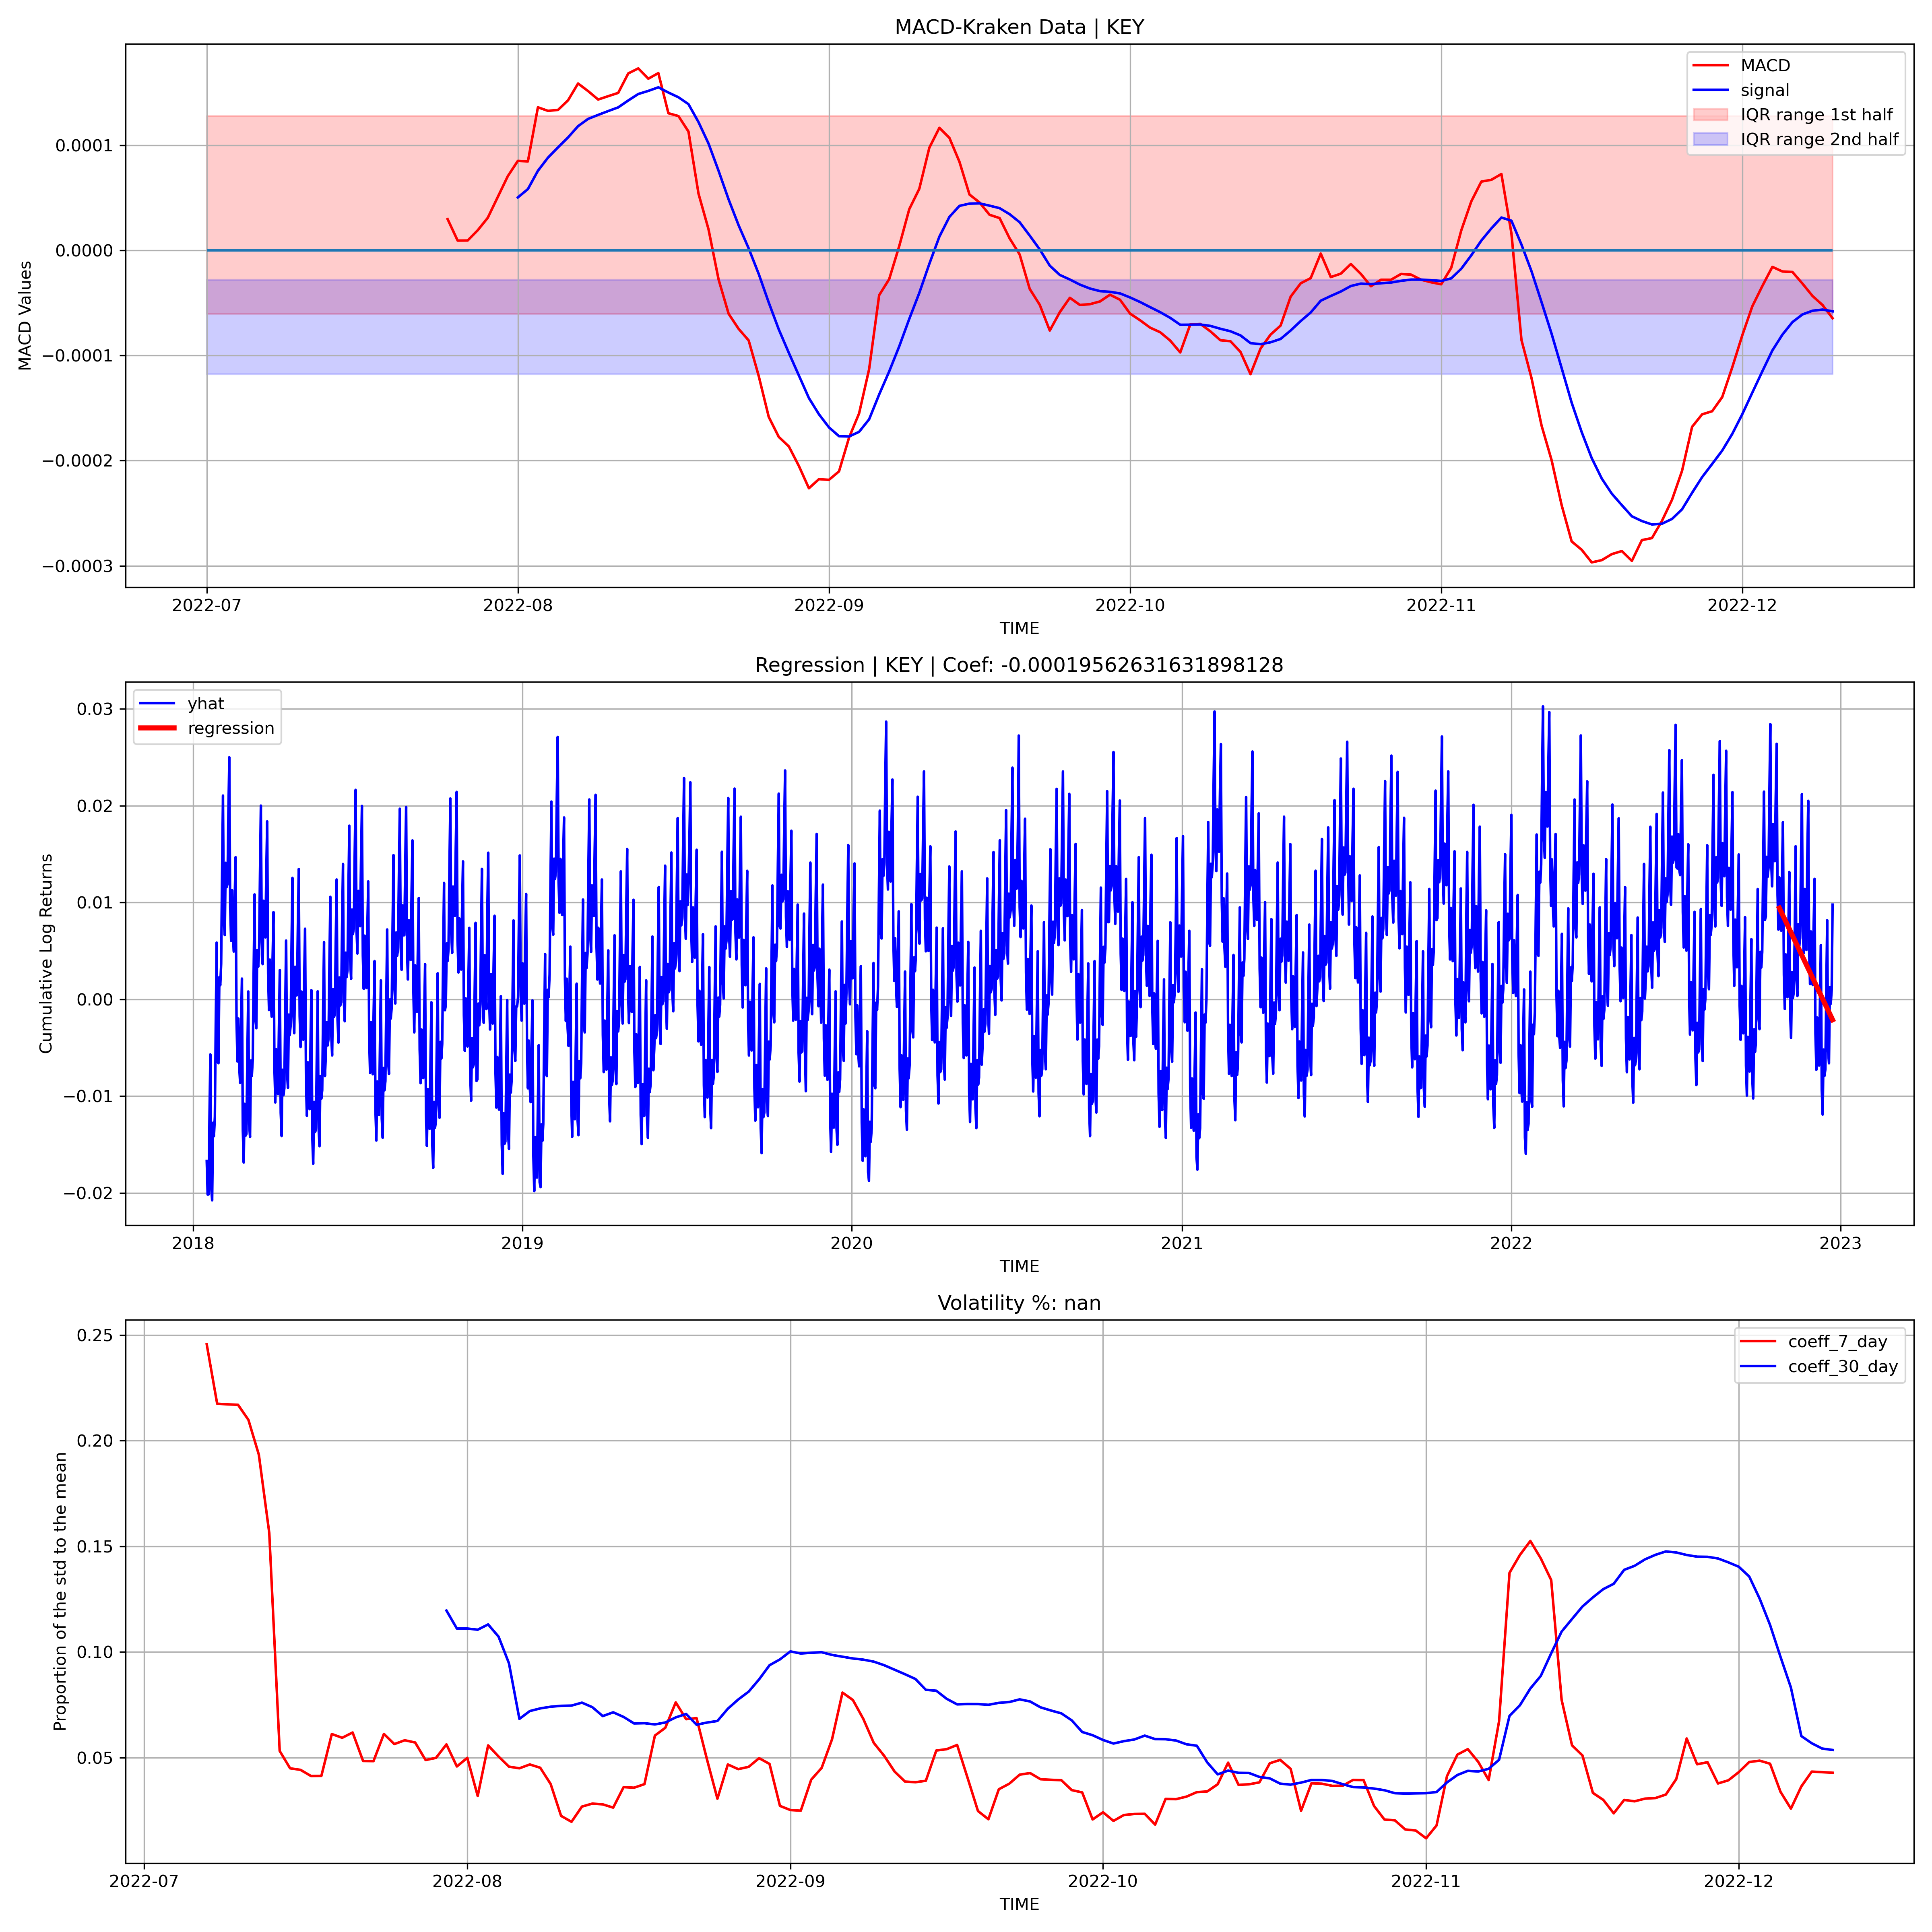 MACD-Kraken Data | KEY
MACD
signal
IQR range 1st half
IQR range 2nd half
MACD Values
0.0001
0.0000
−0.0001
−0.0002
−0.0003
2022-07 2022-08 2022-09 2022-10 2022-11 2022-12
TIME
Regression | KEY | Coef: -0.00019562631631898128
yhat
regression
Cumulative Log Returns
0.03
0.02
0.01
0.00
−0.01
−0.02
2018 2019 2020 2021 2022 2023
TIME
Volatility %: nan
coeff_7_day
coeff_30_day
Proportion of the std to the mean
0.25
0.20
0.15
0.10
0.05
2022-07 2022-08 2022-09 2022-10 2022-11 2022-12
TIME